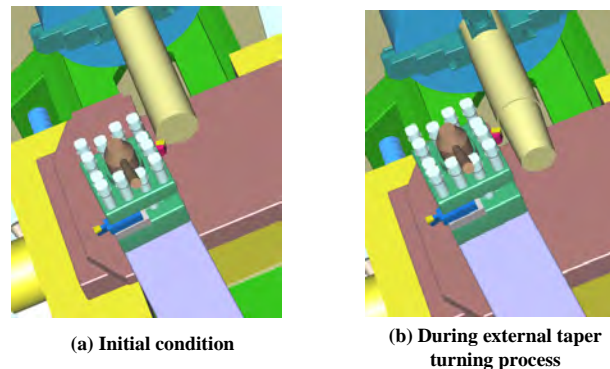 (a) Initial condition
(b) During external taper
turning process